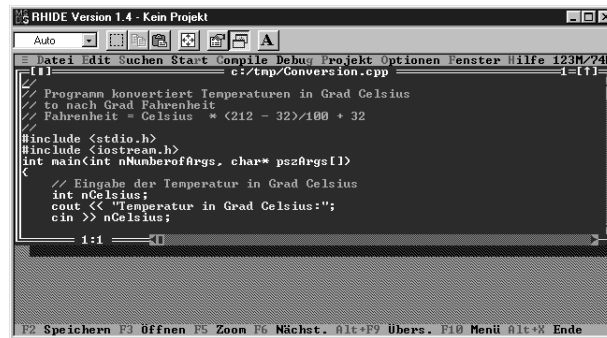 RHIDE Version 1.4 - Kein Projekt
Auto
A
≡ Datei Edit Suchen Start Compile Debug Projekt Optionen Fenster Hilfe 123M/74
[■] c:/tmp/Conversion.cpp 1=[↑]
//
// Programm konvertiert Temperaturen in Grad Celsius
// to nach Grad Fahrenheit
// Fahrenheit = Celsius * (212 - 32)/100 + 32
//
#include <stdio.h>
#include <iostream.h>
int main(int nNumberofArgs, char* pszArgs[])
{
// Eingabe der Temperatur in Grad Celsius
int nCelsius;
cout << "Temperatur in Grad Celsius:";
cin >> nCelsius;
1:1
F2 Speichern F3 Öffnen F5 Zoom F6 Nächst. Alt+F9 Übers. F10 Menü Alt+X Ende